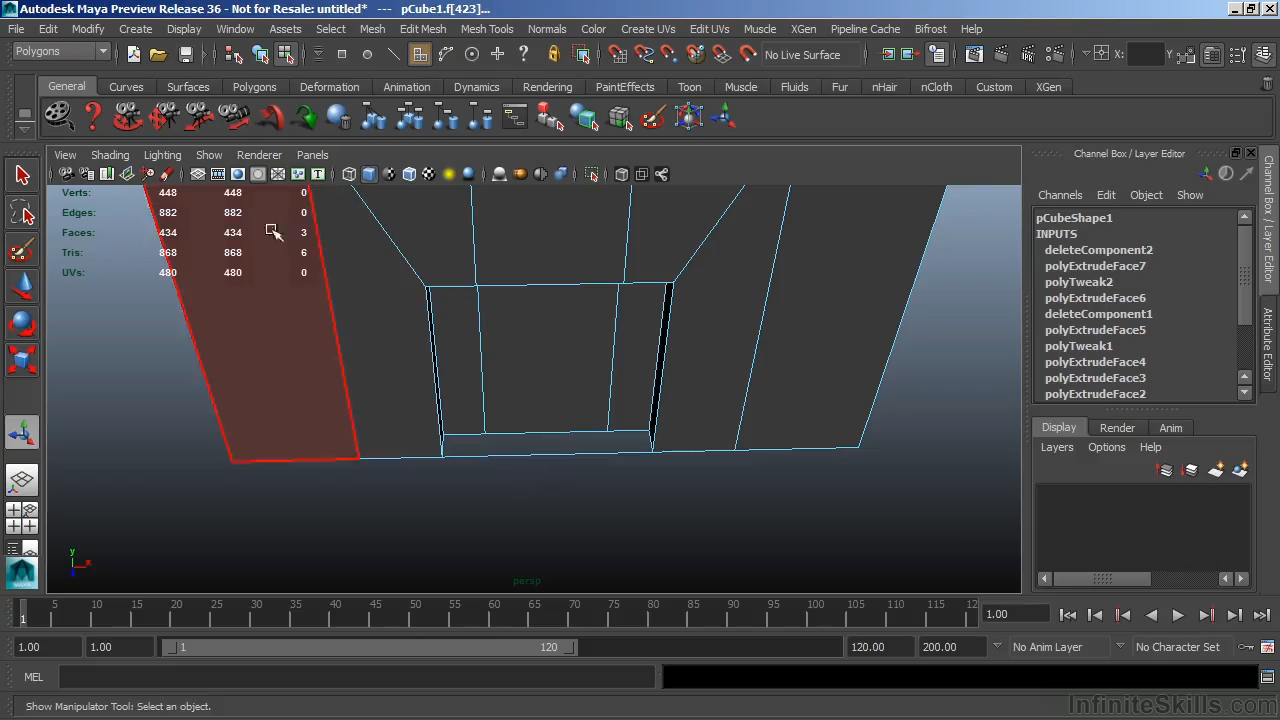 Autodesk Maya Preview Release 36 - Not for Resale: untitled* --- pCube1.f[423]...
File Edit Modify Create Display Window Assets Select Mesh Edit Mesh Mesh Tools Normals Color Create UVs Edit UVs Muscle XGen Pipeline Cache Bifrost Help
Polygons No Live Surface X: Y
General Curves Surfaces Polygons Deformation Animation Dynamics Rendering PaintEffects Toon Muscle Fluids Fur nHair nCloth Custom XGen
View Shading Lighting Show Renderer Panels
Channel Box / Layer Editor
Verts: 448 448 0
Edges: 882 882 0
Faces: 434 434 3
Tris: 868 868 6
UVs: 480 480 0
Channels Edit Object Show
pCubeShape1
INPUTS
deleteComponent2
polyExtrudeFace7
polyTweak2
polyExtrudeFace6
deleteComponent1
polyExtrudeFace5
polyTweak1
polyExtrudeFace4
polyExtrudeFace3
polyExtrudeFace2
Channel Box / Layer Editor
Attribute Editor
Display Render Anim
Layers Options Help
y
x
z
persp
MAYA
1 5 10 15 20 25 30 35 40 45 50 55 60 65 70 75 80 85 90 95 100 105 110 115 12
1.00
1.00 1.00 1 120 120.00 200.00 No Anim Layer No Character Set
MEL
Show Manipulator Tool: Select an object.
InfiniteSkills.com